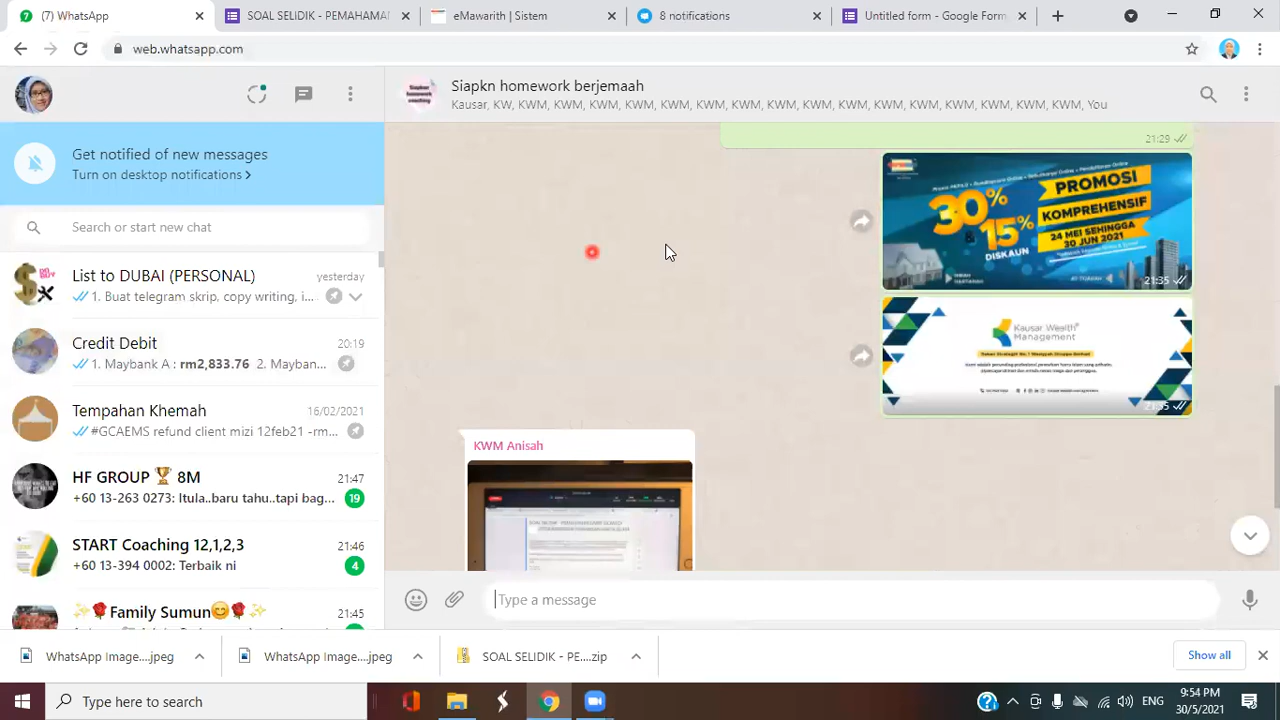 (7) WhatsApp
SOAL SELIDIK - PEMAHAMA
eMawarith | Sistem
8 notifications
Untitled form - Google Form
web.whatsapp.com
Siapkn homework berjemaah
Kausar, KW, KWM, KWM, KWM, KWM, KWM, KWM, KWM, KWM, KWM, KWM, KWM, KWM, KWM, KWM, KWM, You
Get notified of new messages
Turn on desktop notifications >
Search or start new chat
List to DUBAI (PERSONAL)
yesterday
1. Buat telegram skrip, copy writing, i...
Credit Debit
20:19
Maybank A : rm2,833.76 2.
Tempahan Khemah
13/02/2021
#GCAEMS refund client mizi 12feb21 -rm...
HF GROUP 🏆 8M
21:47
+60 13-263 0273: Itula..baru tahu..tapi bag...
19
START Coaching 12,1,2,3
21:46
+60 13-394 0002: Terbaik ni
4
✨🌹Family Sumun😊🌹✨
21:45
21:29
PROMOSI
30%
KOMPREHENSIF
& 15%
24 MEI SEHINGGA
30 JUN 2021
DISKAUN
21:35
Kausar Wealth
Management
21:35
KWM Anisah
Type a message
WhatsApp Image....jpeg
WhatsApp Image....jpeg
SOAL SELIDIK - PE....zip
Show all
Type here to search
ENG
9:54 PM
30/5/2021